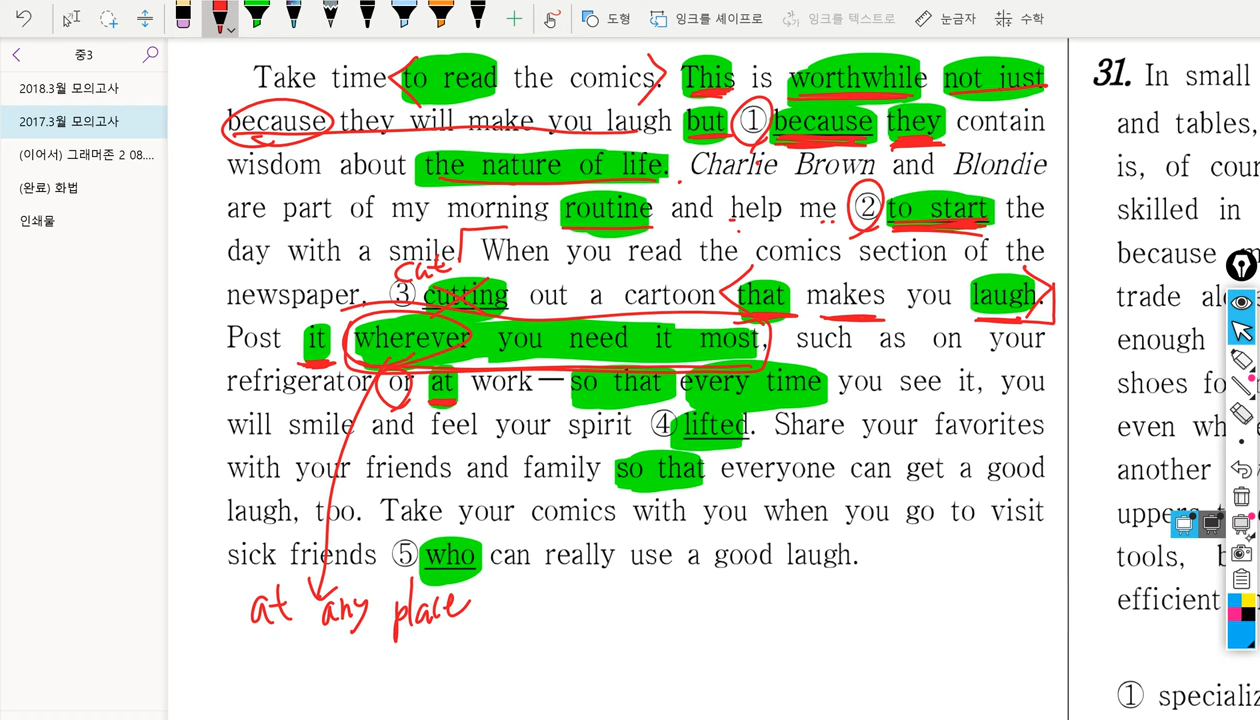 도형 잉크를 셰이프로 잉크를 텍스트로 눈금자 수학
중3
2018.3월 모의고사
2017.3월 모의고사
(이어서) 그래머존 2 08....
(완료) 화법
인쇄물
Take time to read the comics. This is worthwhile not just
because they will make you laugh but ① because they contain
wisdom about the nature of life. Charlie Brown and Blondie
are part of my morning routine and help me ② to start the
day with a smile. When you read the comics section of the
cut
newspaper, ③ cutting out a cartoon that makes you laugh.
Post it wherever you need it most, such as on your
refrigerator or at work—so that every time you see it, you
will smile and feel your spirit ④ lifted. Share your favorites
with your friends and family so that everyone can get a good
laugh, too. Take your comics with you when you go to visit
sick friends ⑤ who can really use a good laugh.
at any place
31. In small
and tables,
is, of cour
skilled in
because m
trade al
enough
shoes fo
even wh
another
upper
tools, b
efficient
① specializ